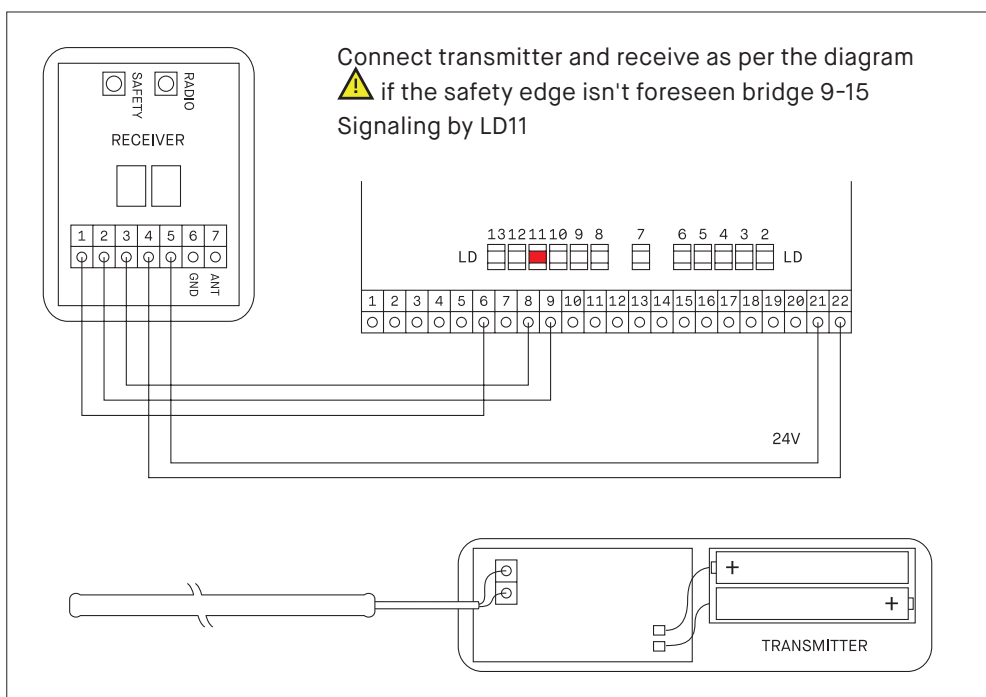 Connect transmitter and receive as per the diagram
if the safety edge isn't foreseen bridge 9-15
Signaling by LD11
SAFETY
RADIO
RECEIVER
1 2 3 4 5 6 7
GND
ANT
13 12 11 10 9 8 7 6 5 4 3 2
LD LD
1 2 3 4 5 6 7 8 9 10 11 12 13 14 15 16 17 18 19 20 21 22
24V
+
+
TRANSMITTER